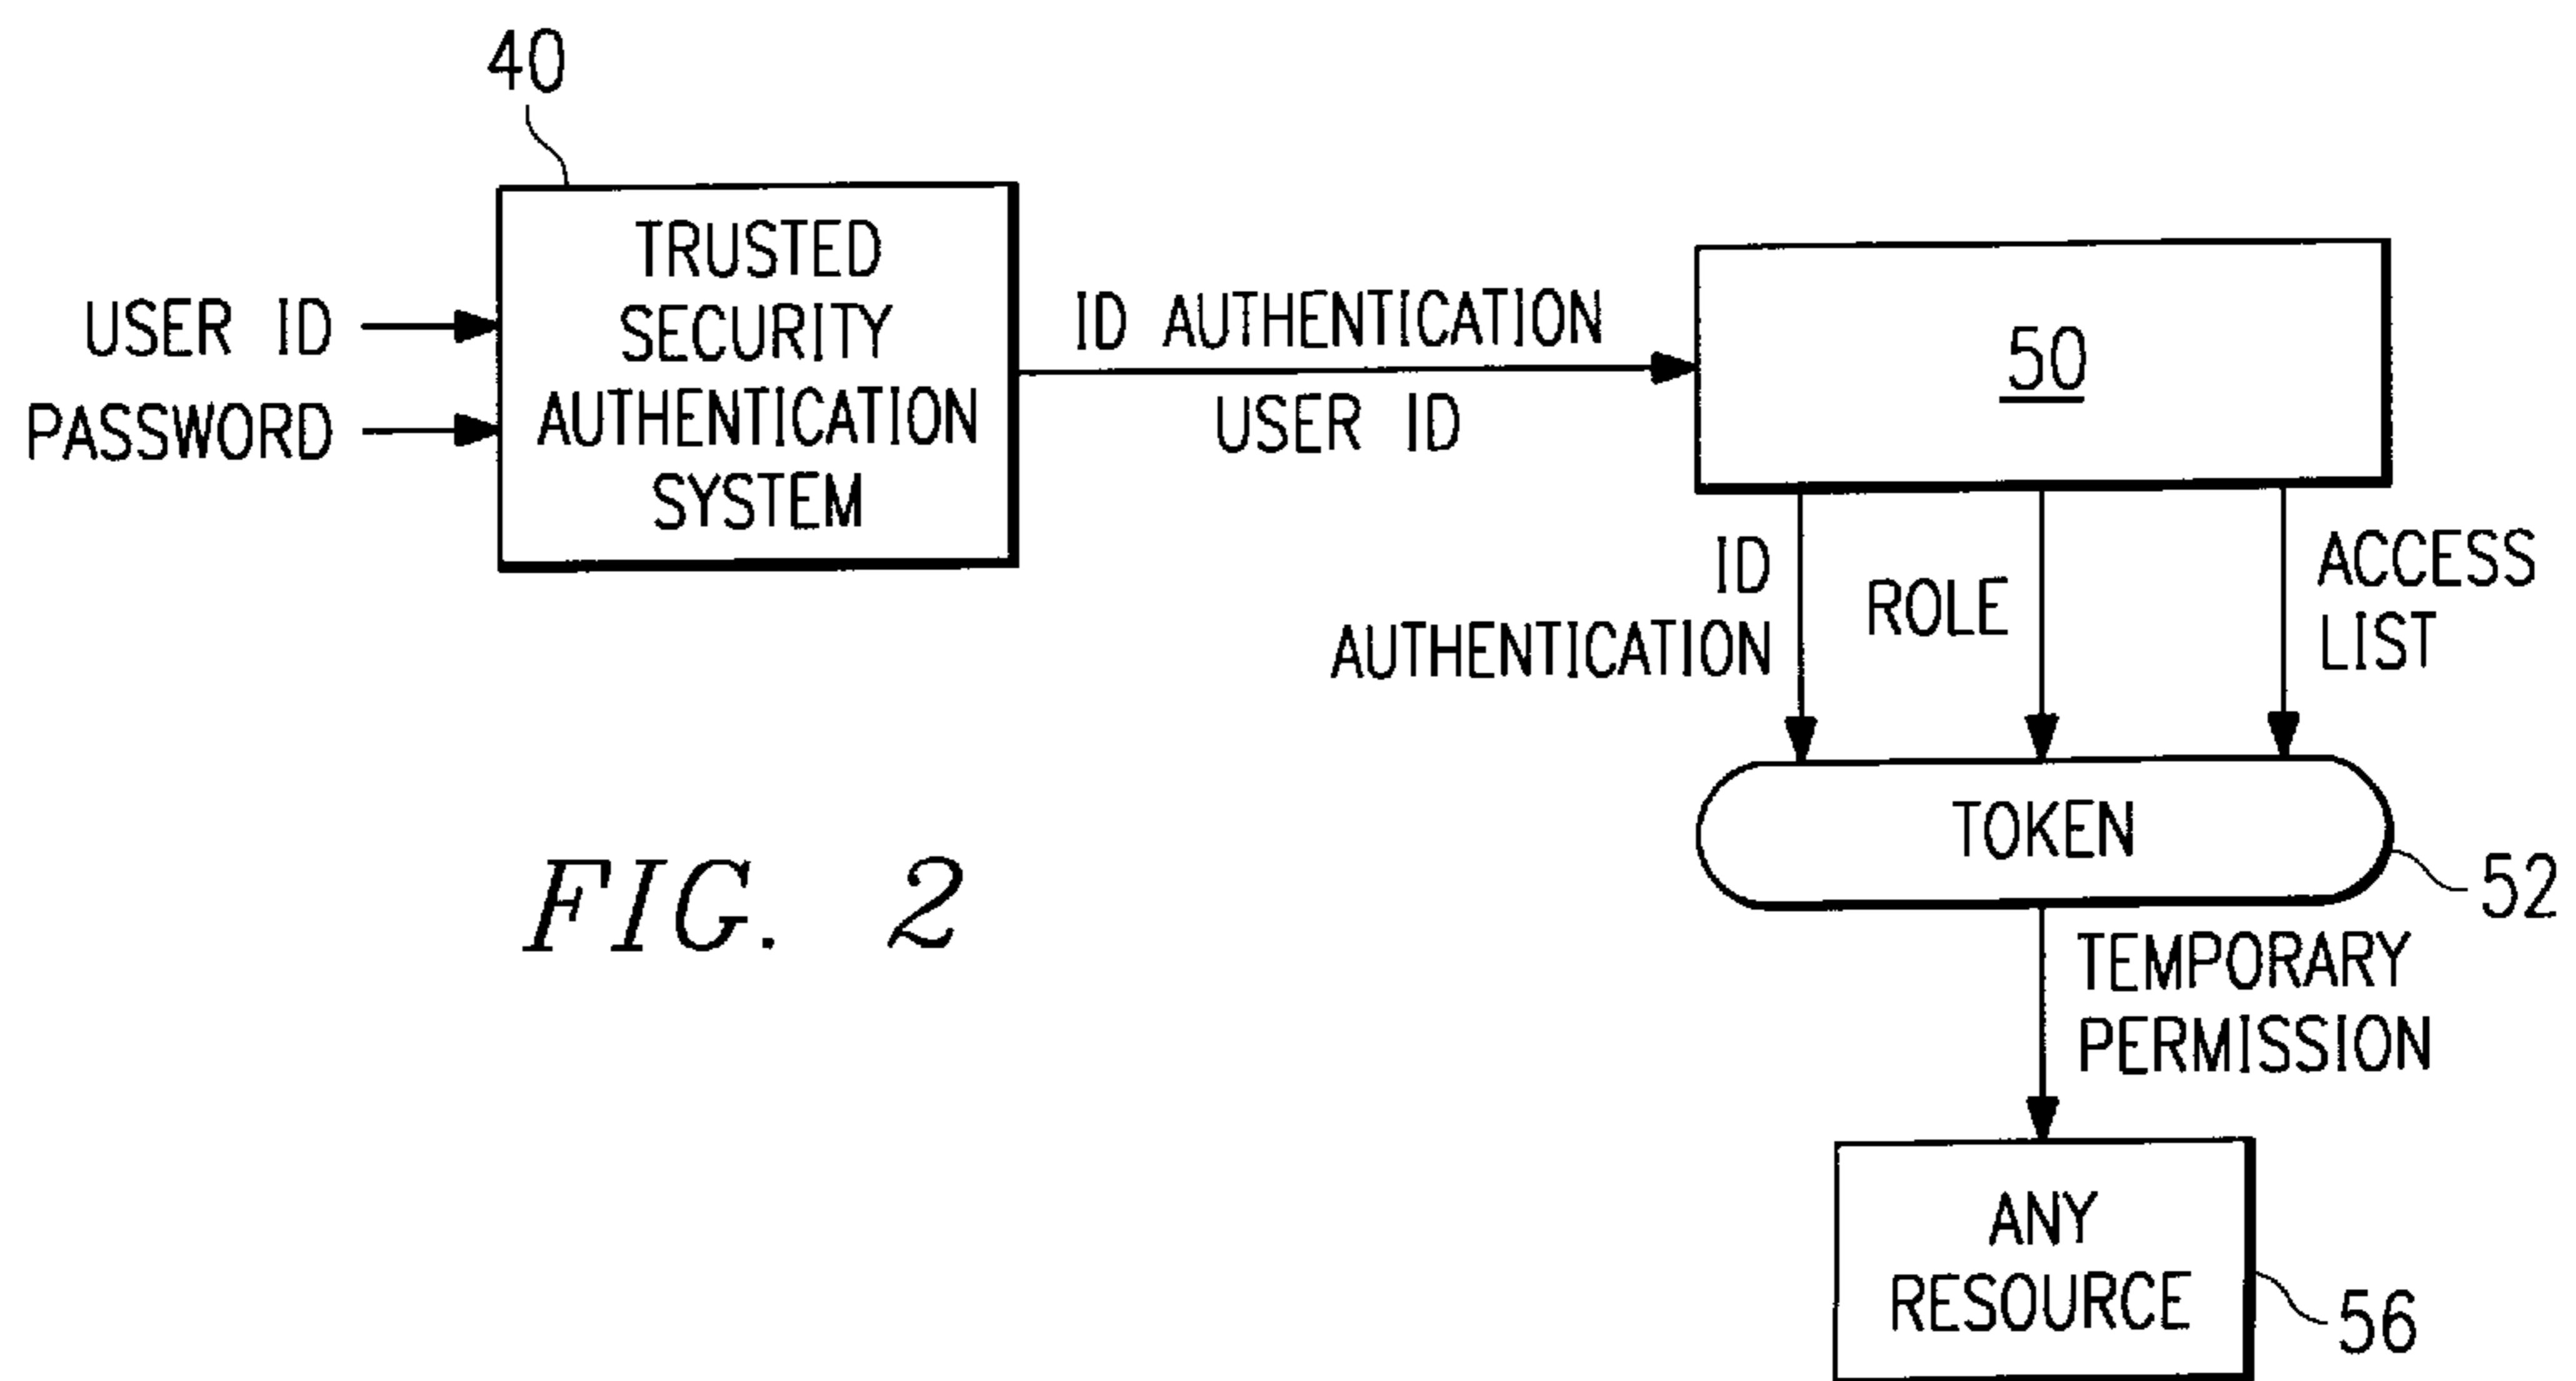 40
TRUSTED
SECURITY
AUTHENTICATION
SYSTEM
USER ID
PASSWORD
ID AUTHENTICATION
USER ID
50
ID
AUTHENTICATION
ROLE
ACCESS
LIST
TOKEN
52
TEMPORARY
PERMISSION
ANY
RESOURCE
56
FIG. 2